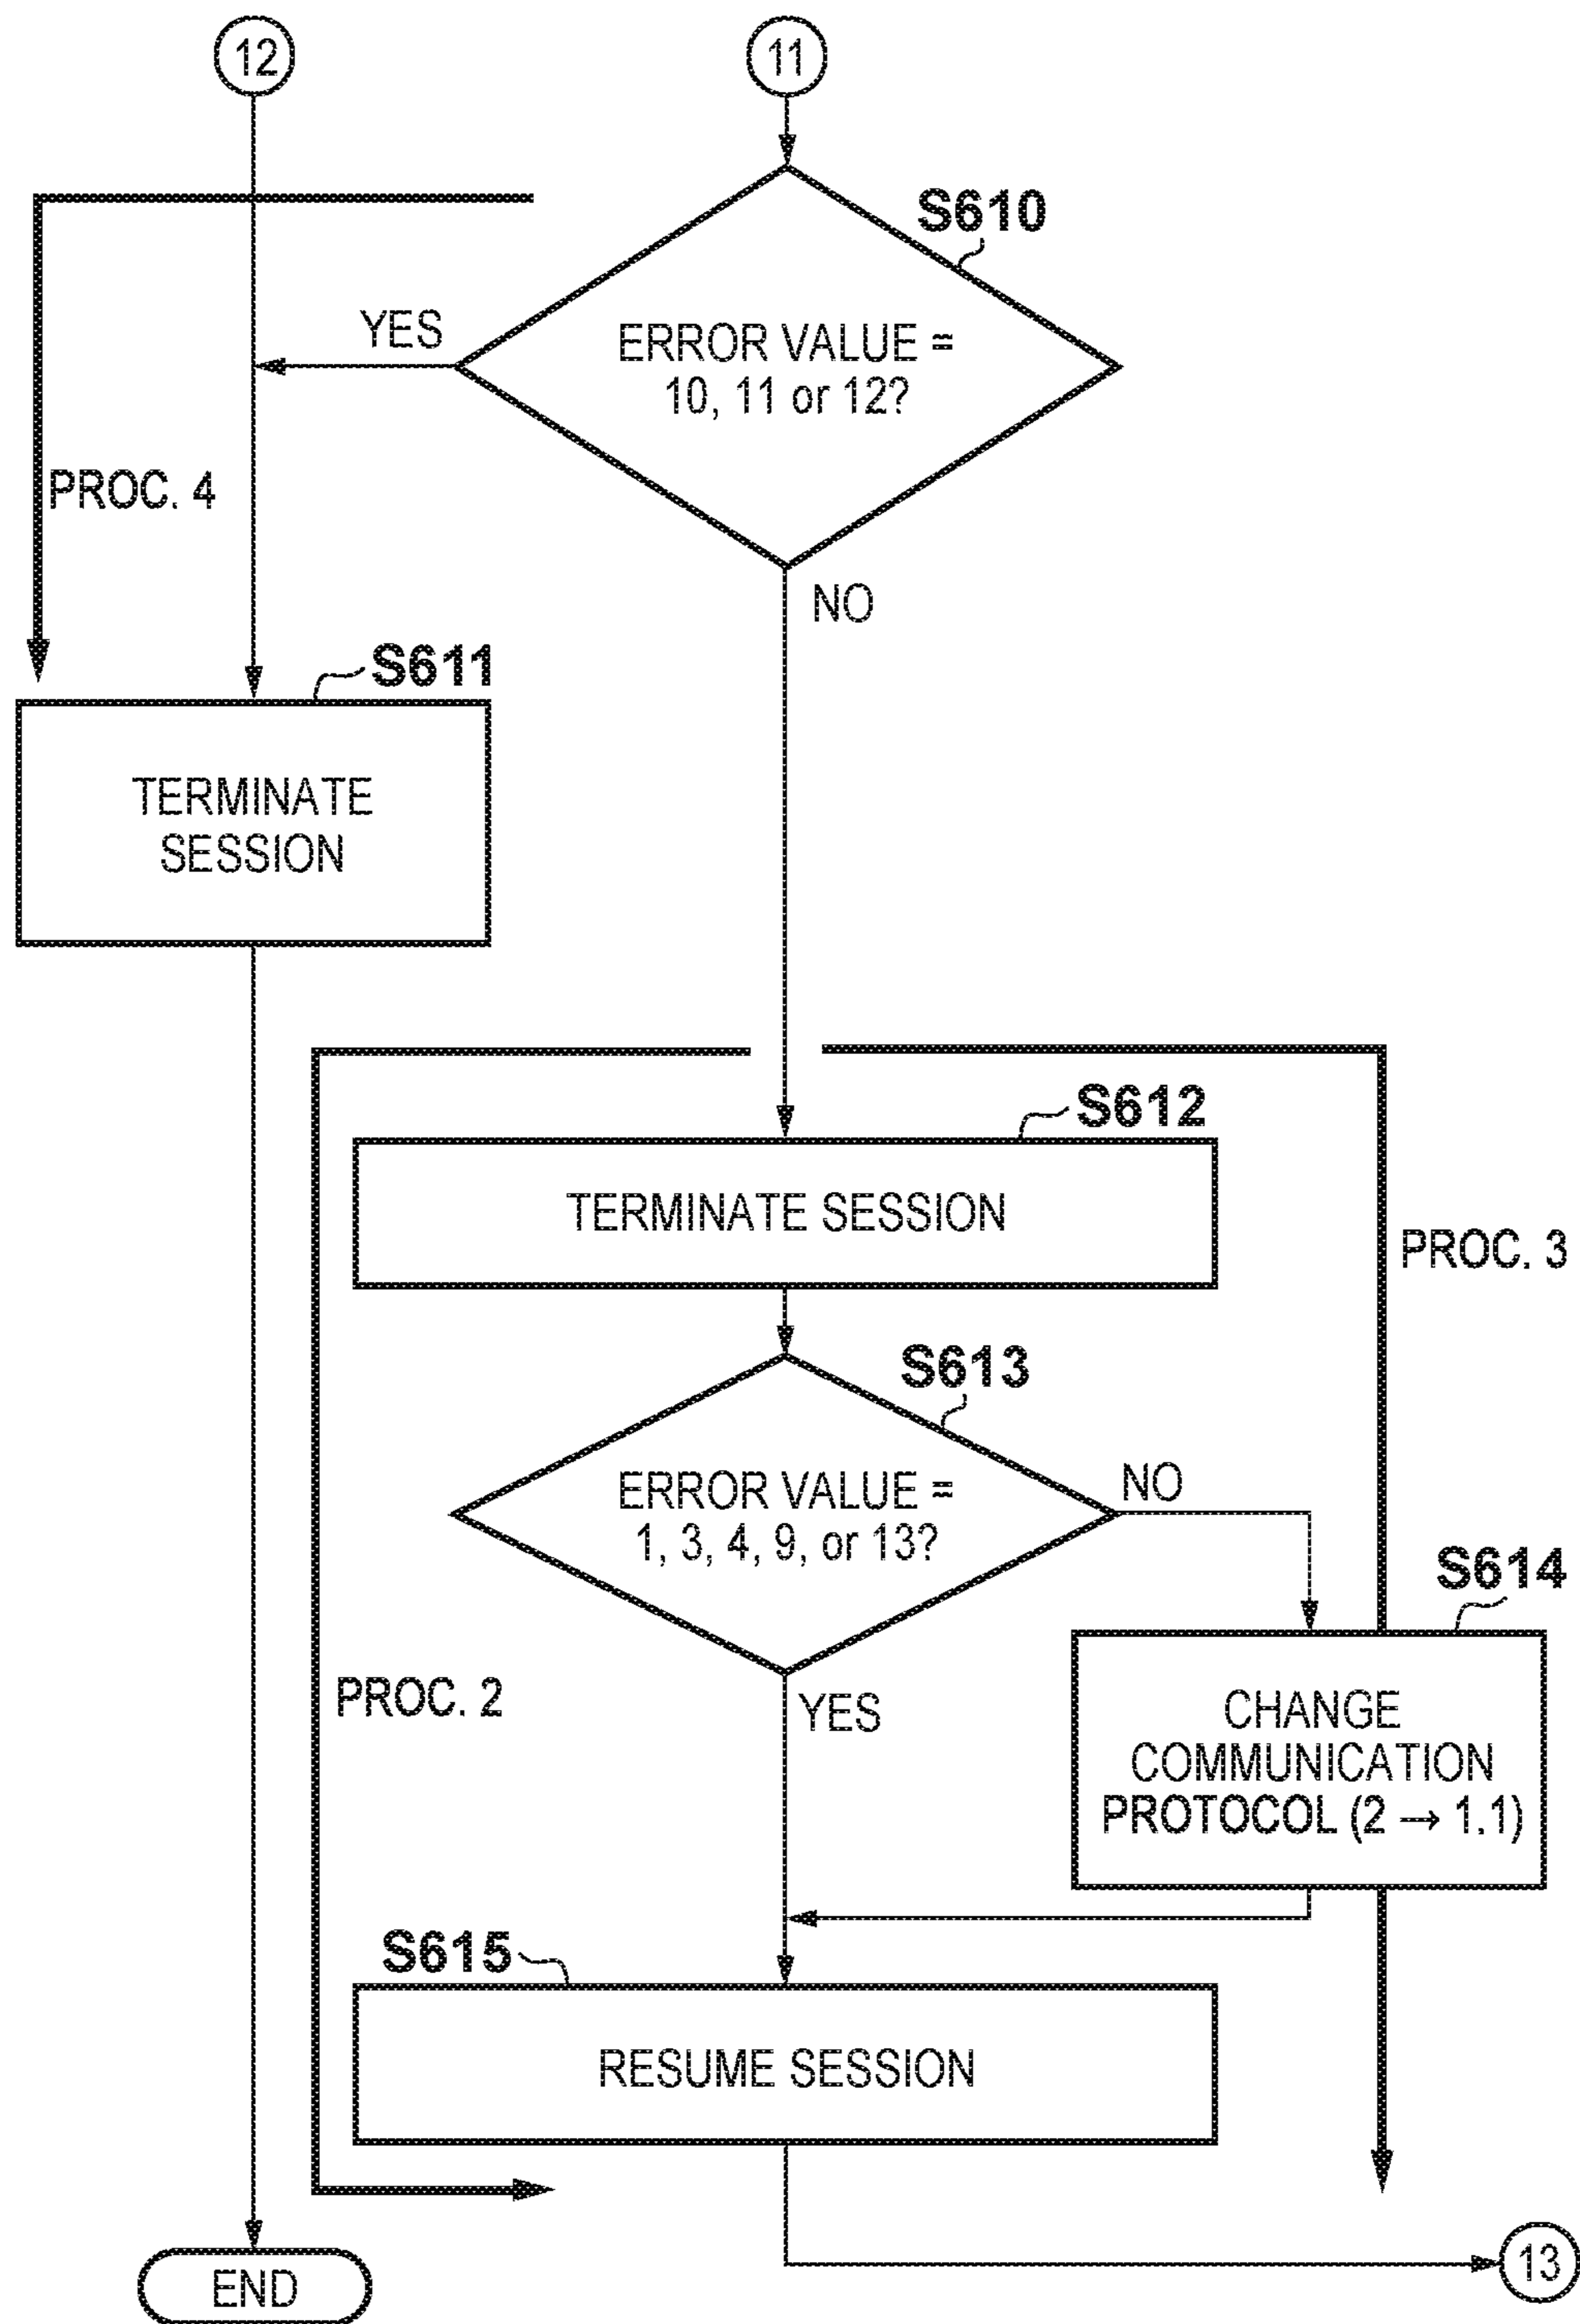 12
11
S610
YES
ERROR VALUE =
10, 11 or 12?
PROC. 4
NO
S611
TERMINATE
SESSION
S612
TERMINATE SESSION
PROC. 3
S613
NO
ERROR VALUE =
1, 3, 4, 9, or 13?
S614
PROC. 2
YES
CHANGE
COMMUNICATION
PROTOCOL (2 → 1.1)
S615
RESUME SESSION
END
13